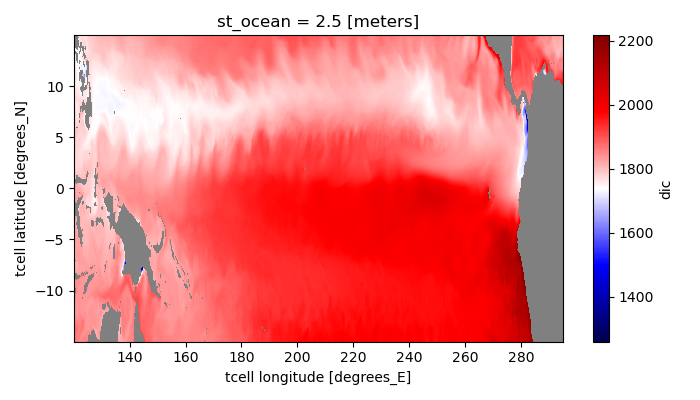 st_ocean = 2.5 [meters]
10
5
0
−5
−10
tcell latitude [degrees_N]
140 160 180 200 220 240 260 280
tcell longitude [degrees_E]
2200
2000
1800
1600
1400
dic